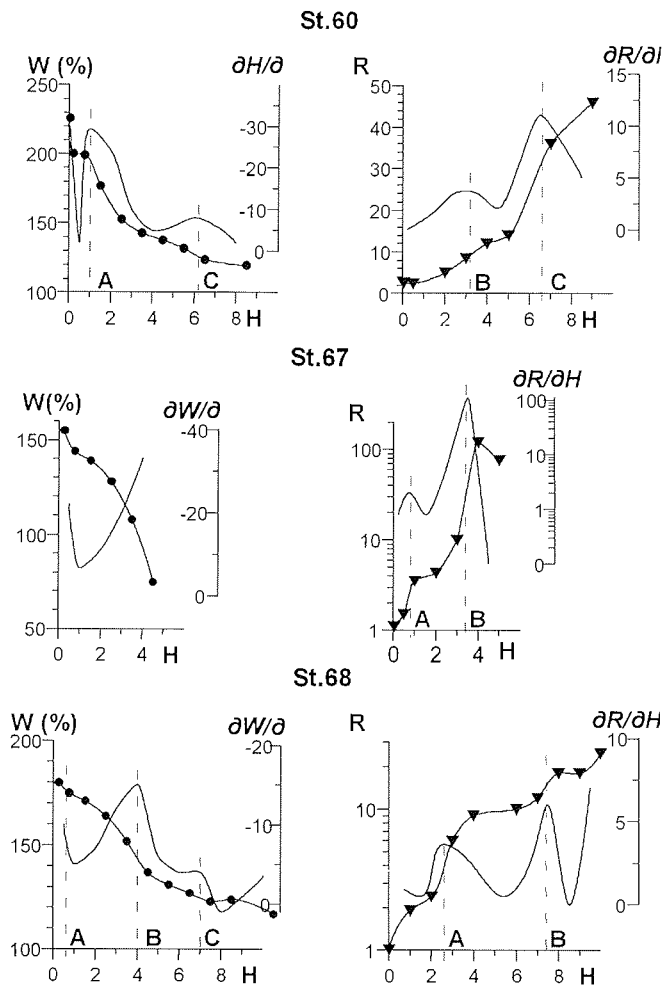 St.60
W (%) ∂H/∂ R ∂R/∂I
250 200 150 100
-30 -20 -10 0
A C
0 2 4 6 8 H
50 40 30 20 10 0
15 10 5 0
B C
0 2 4 6 8 H
St.67
W(%) ∂W/∂ R ∂R/∂H
150 100 50
-40 -20 0
0 2 4 H
100 10 1
100 10 1 0
A B
0 2 4 H
St.68
W (%) ∂W/∂ R ∂R/∂H
200 150 100
-20 -10 0
A B C
0 2 4 6 8 H
10 1
10 5 0
A B
0 2 4 6 8 H